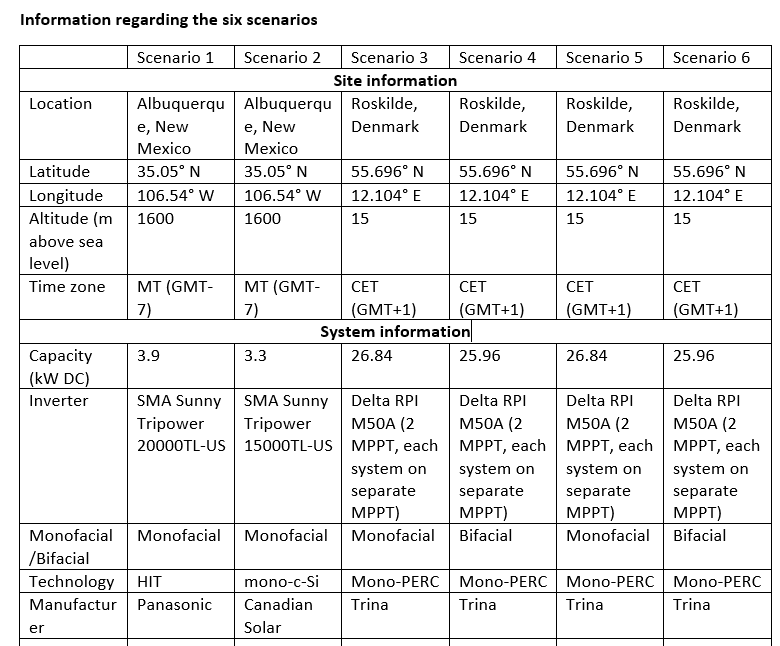 Information regarding the six scenarios
Scenario 1 Scenario 2 Scenario 3 Scenario 4 Scenario 5 Scenario 6
Site information
Location Albuquerqu Albuquerqu Roskilde, Roskilde, Roskilde, Roskilde,
e, New e, New Denmark Denmark Denmark Denmark
Mexico Mexico
Latitude 35.05° N 35.05° N 55.696° N 55.696° N 55.696° N 55.696° N
Longitude 106.54° W 106.54° W 12.104° E 12.104° E 12.104° E 12.104° E
Altitude (m 1600 1600 15 15 15 15
above sea
level)
Time zone MT (GMT- MT (GMT- CET CET CET CET
7) 7) (GMT+1) (GMT+1) (GMT+1) (GMT+1)
System information
Capacity 3.9 3.3 26.84 25.96 26.84 25.96
(kW DC)
Inverter SMA Sunny SMA Sunny Delta RPI Delta RPI Delta RPI Delta RPI
Tripower Tripower M50A (2 M50A (2 M50A (2 M50A (2
20000TL-US 15000TL-US MPPT, each MPPT, each MPPT, each MPPT, each
system on system on system on system on
separate separate separate separate
MPPT) MPPT) MPPT) MPPT)
Monofacial Monofacial Monofacial Monofacial Bifacial Monofacial Bifacial
/Bifacial
Technology HIT mono-c-Si Mono-PERC Mono-PERC Mono-PERC Mono-PERC
Manufactur Panasonic Canadian Trina Trina Trina Trina
er Solar